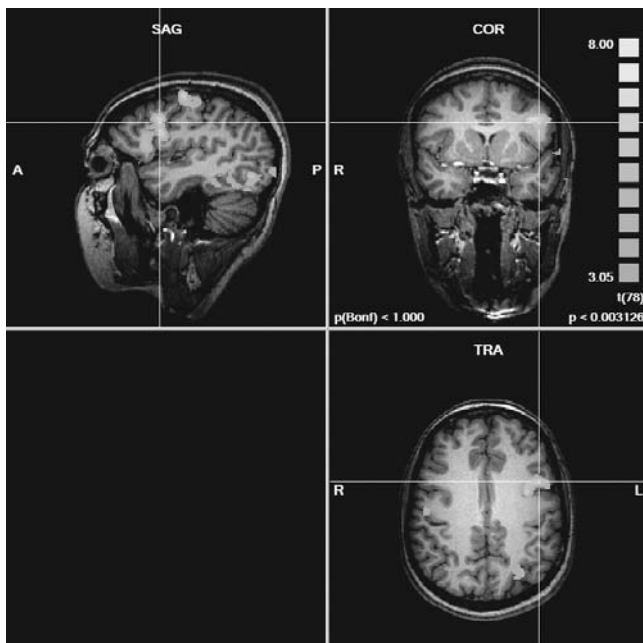 SAG
A
P
COR
R
8.00
3.05
t(78)
p(Bonf) < 1.000
p < 0.003126
TRA
R
L